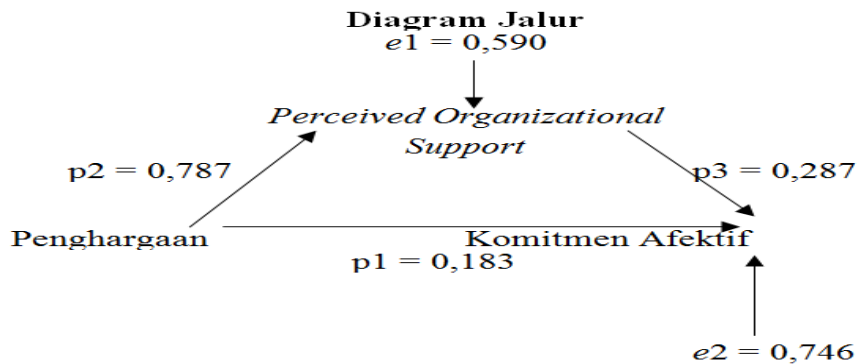 Diagram Jalur
e1 = 0,590
Perceived Organizational
Support
p2 = 0,787
p3 = 0,287
Penghargaan
Komitmen Afektif
p1 = 0,183
e2 = 0,746